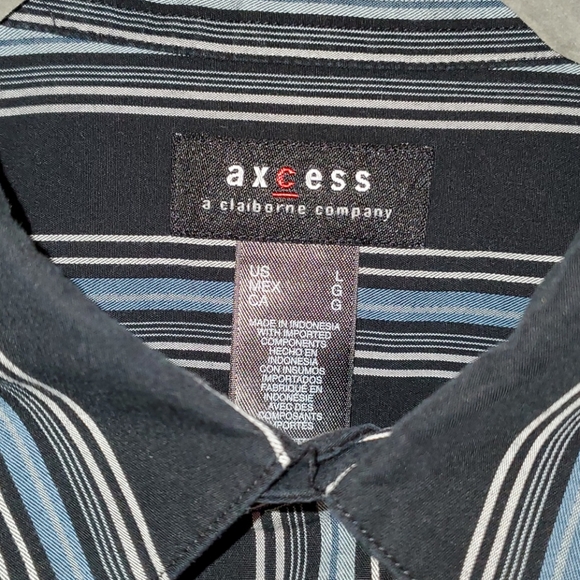 axcess
a claiborne company
US L
MEX G
CA G
MADE IN INDONESIA
WITH IMPORTED
COMPONENTS
HECHO EN
INDONESIA
CON INSUMOS
IMPORTADOS
FABRIQUÉ EN
INDONESIE
AVEC DES
COMPOSANTS
IMPORTÉS